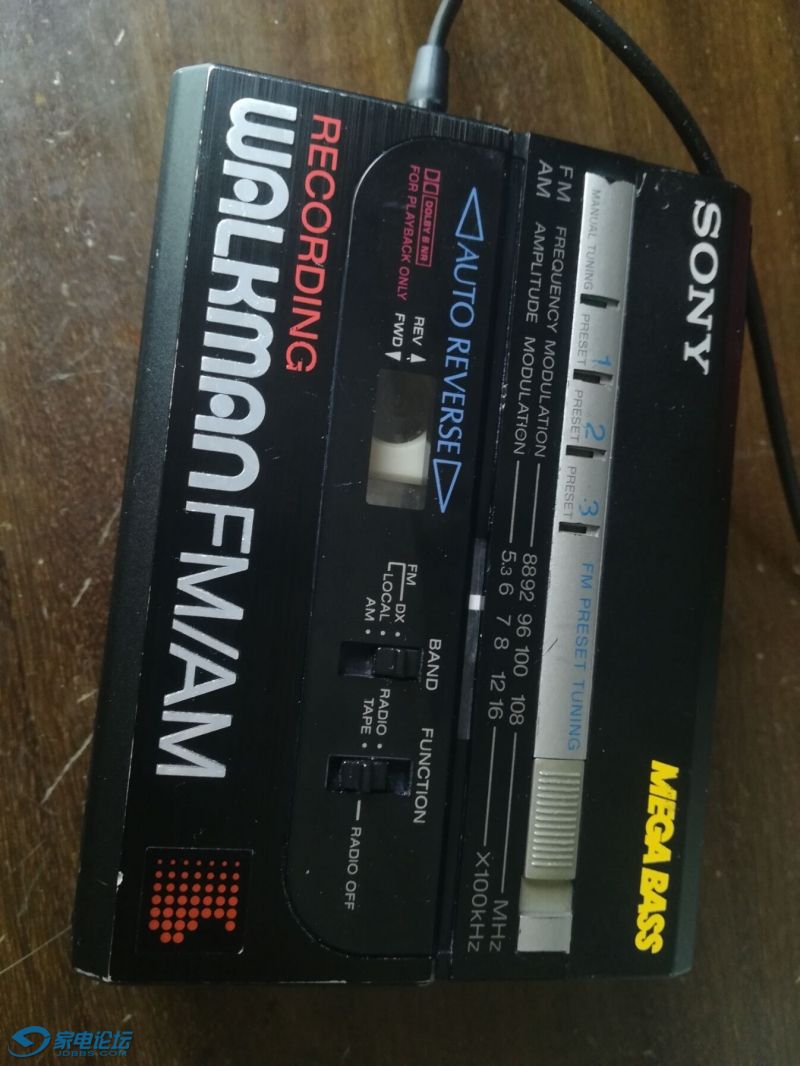 SONY
MEGA BASS
MANUAL TUNING
PRESET 1
PRESET 2
PRESET 3
FM PRESET TUNING
FM FREQUENCY MODULATION 88 92 96 100 108 MHz
AM AMPLITUDE MODULATION 5.3 6 7 8 12 16 X100kHz
AUTO REVERSE
DOLBY B NR
FOR PLAYBACK ONLY
REV
FWD
BAND
FM DX
LOCAL
AM
FUNCTION
RADIO
TAPE
RADIO OFF
RECORDING
WALKMAN FM/AM
家电论坛
JDBBS.COM